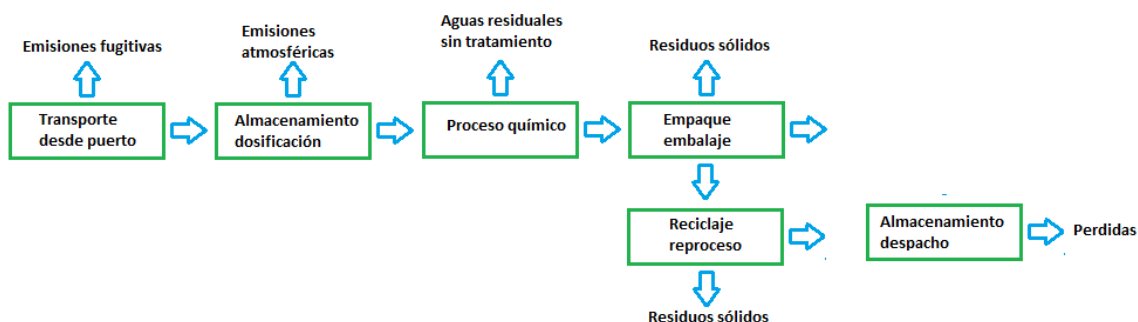 Emisiones fugitivas
Emisiones
atmosféricas
Aguas residuales
sin tratamiento
Residuos sólidos
Transporte
desde puerto
Almacenamiento
dosificación
Proceso químico
Empaque
embalaje
Reciclaje
reproceso
Almacenamiento
despacho
Perdidas
Residuos sólidos